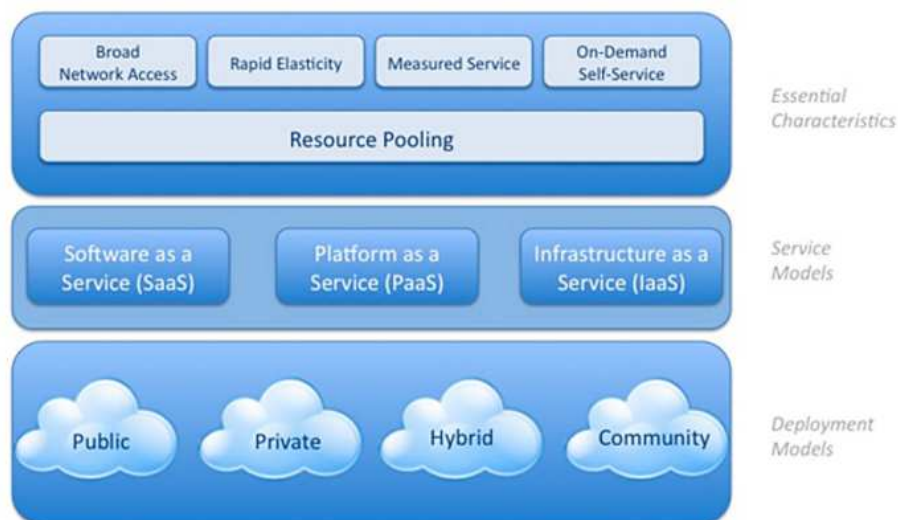 Broad
Network Access
Rapid Elasticity
Measured Service
On-Demand
Self-Service
Resource Pooling
Essential
Characteristics
Software as a
Service (SaaS)
Platform as a
Service (PaaS)
Infrastructure as a
Service (IaaS)
Service
Models
Public
Private
Hybrid
Community
Deployment
Models